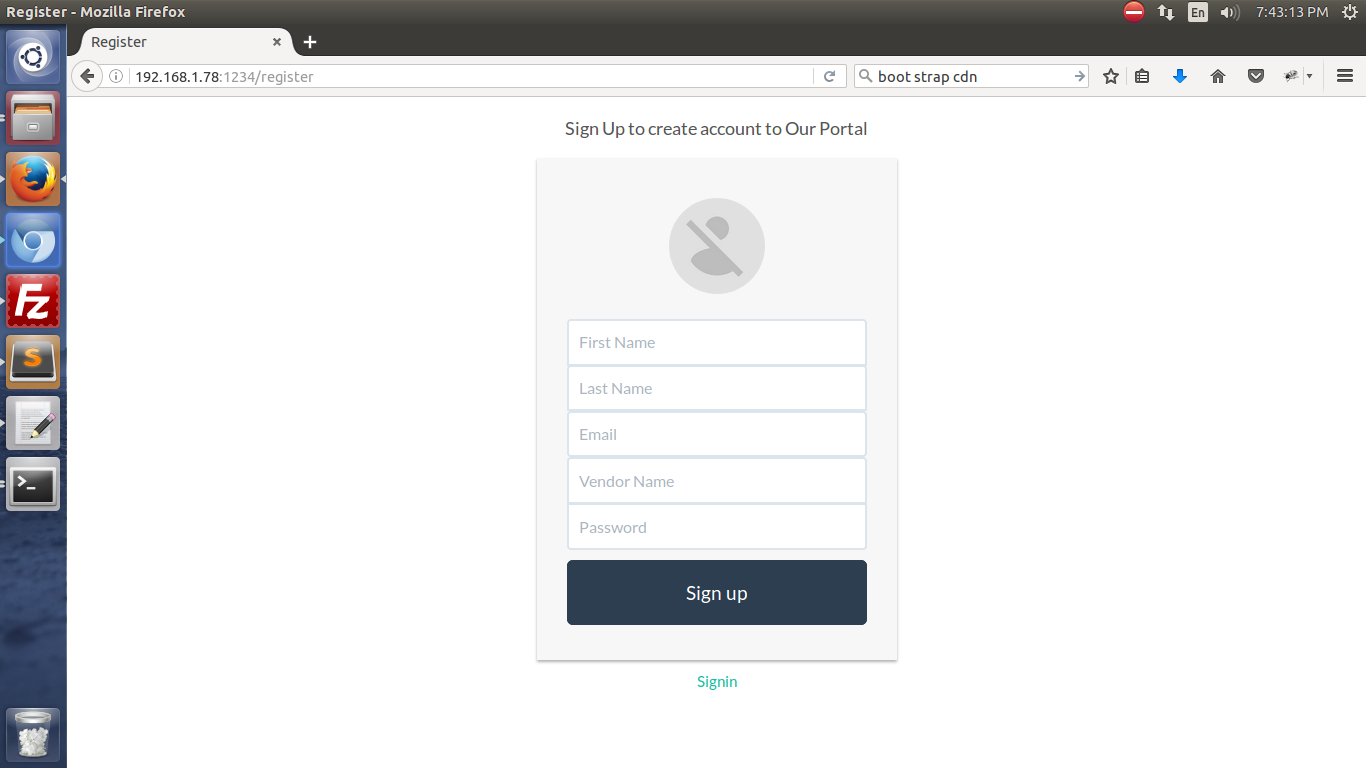 Register - Mozilla Firefox
En
7:43:13 PM
Register
192.168.1.78:1234/register
boot strap cdn
Sign Up to create account to Our Portal
First Name
Last Name
Email
Vendor Name
Password
Sign up
Signin
Fz
S
>_